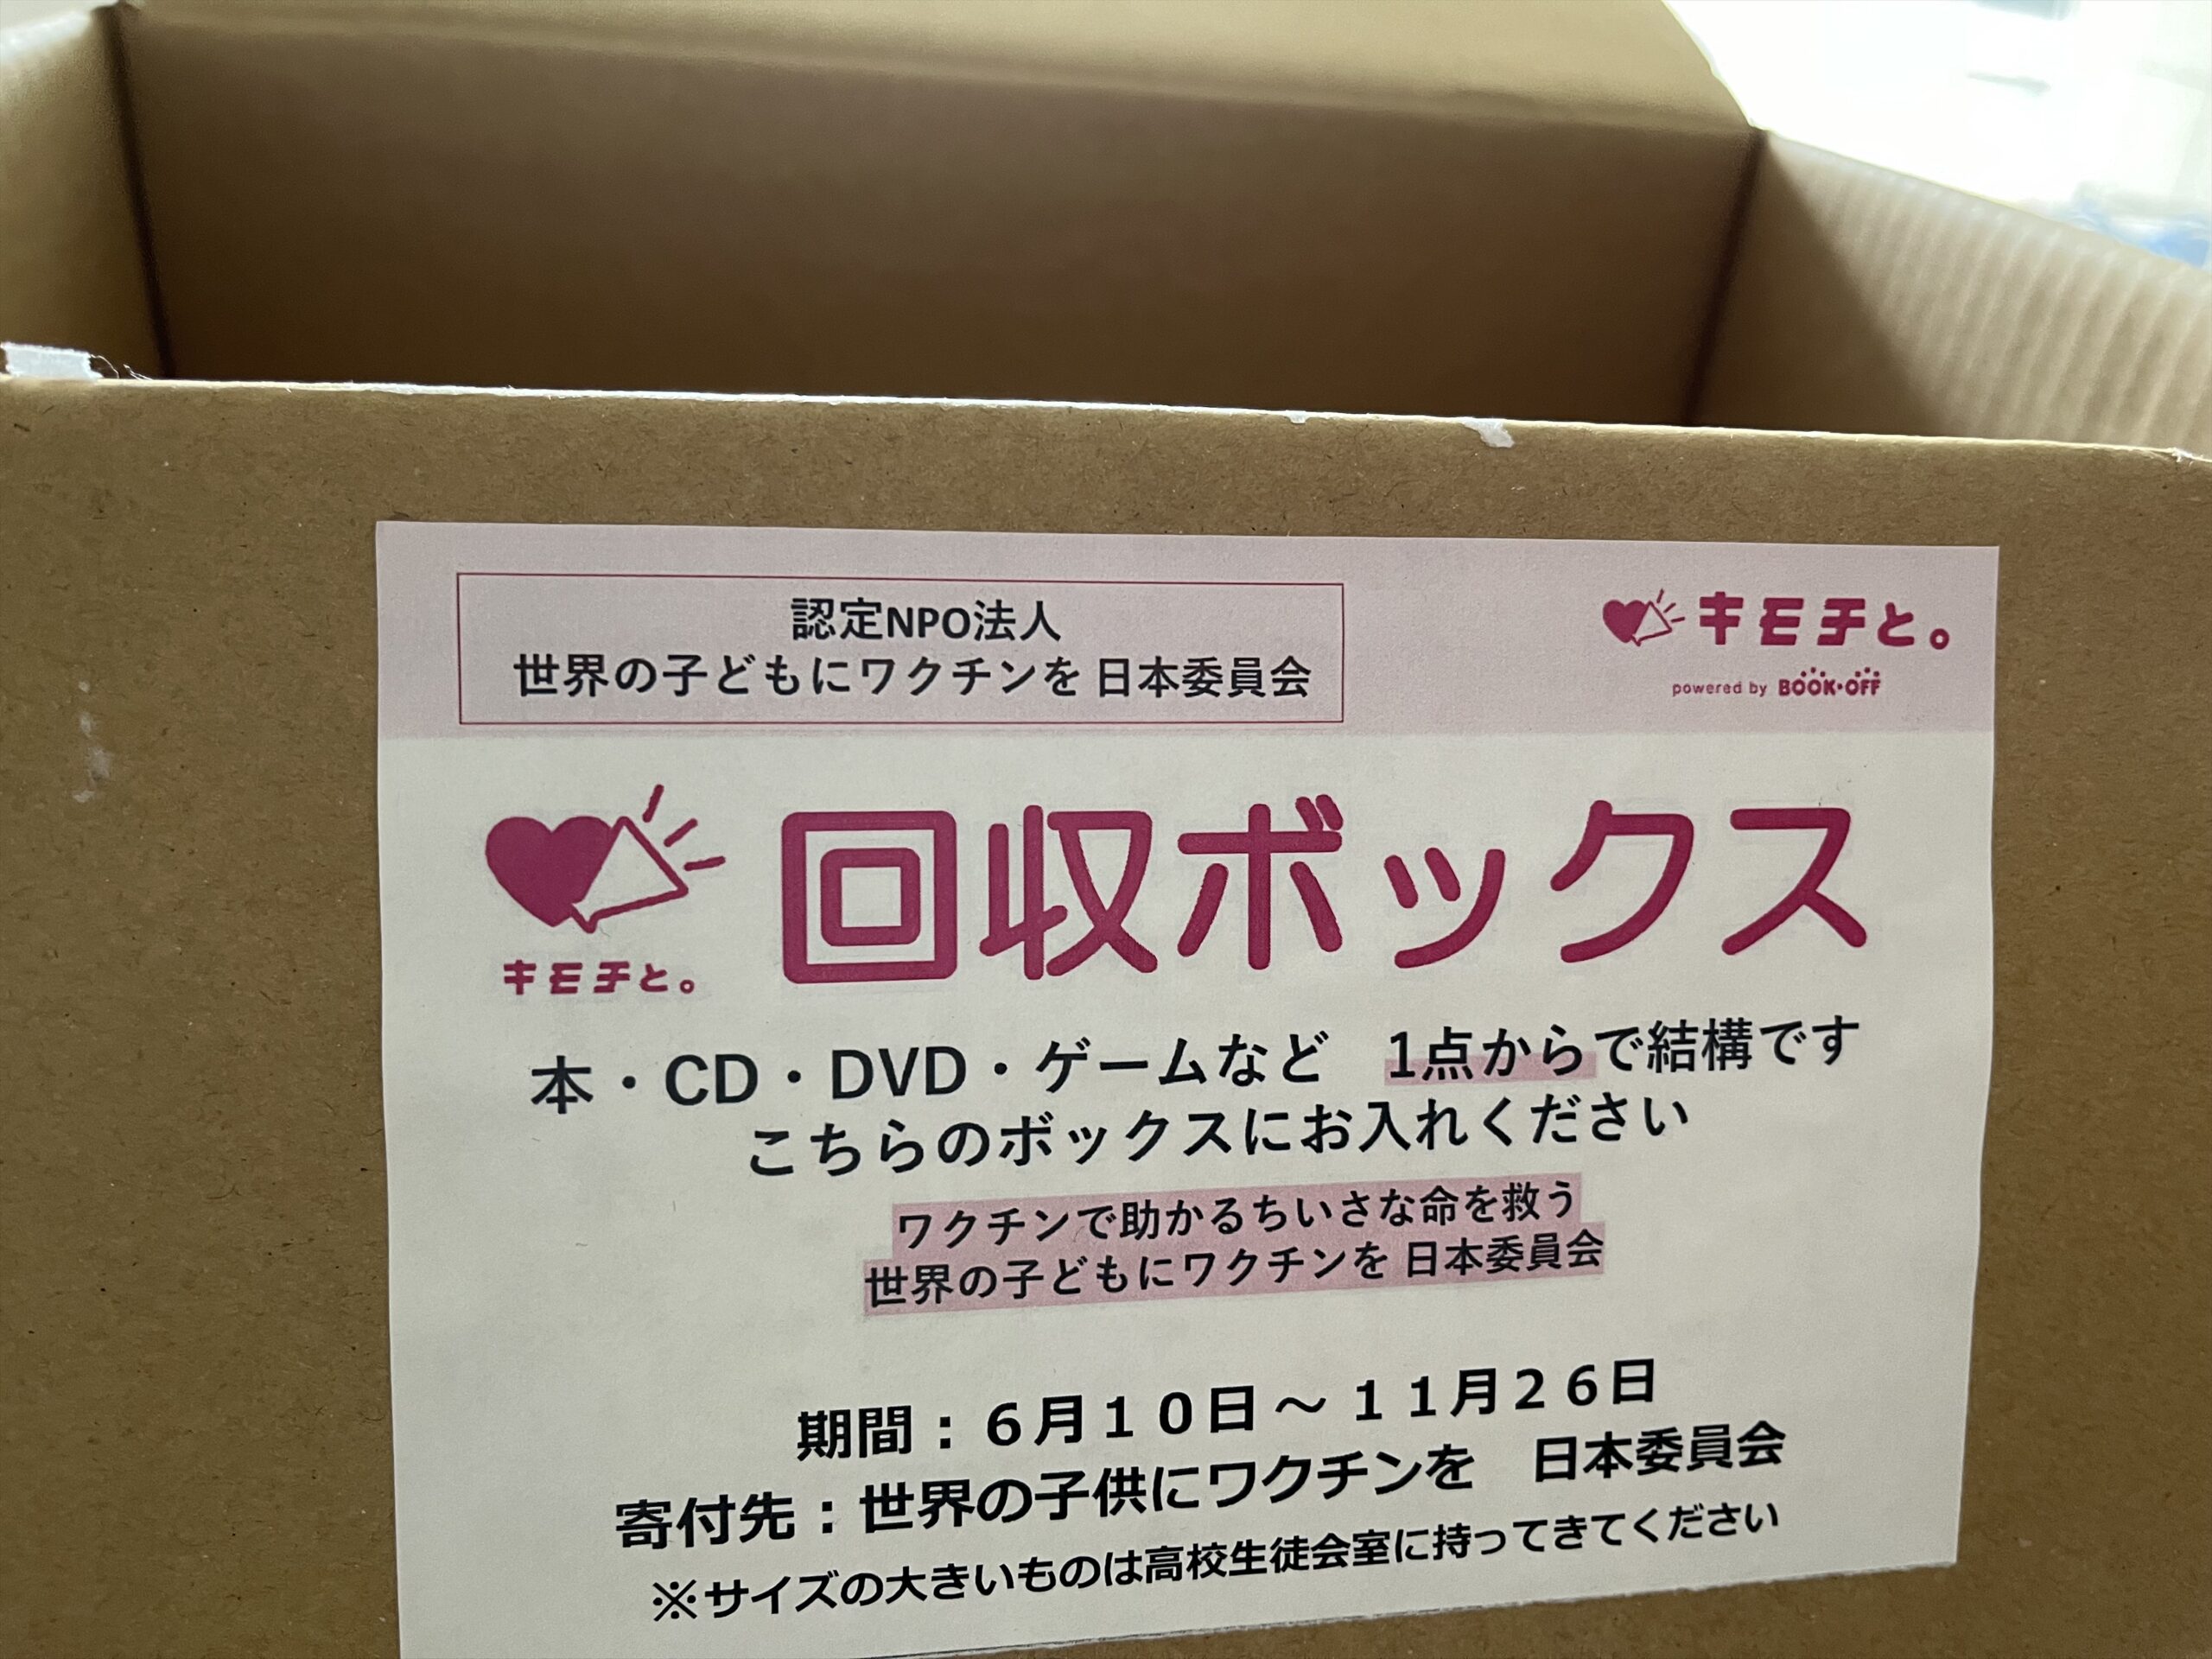 認定NPO法人
世界の子どもにワクチンを 日本委員会
キモチと。
powered by BOOK・OFF
回収ボックス
キモチと。
本・CD・DVD・ゲームなど　1点からで結構です
こちらのボックスにお入れください
ワクチンで助かるちいさな命を救う
世界の子どもにワクチンを 日本委員会
期間：６月１０日～１１月２６日
寄付先：世界の子供にワクチンを　日本委員会
※サイズの大きいものは高校生徒会室に持ってきてください